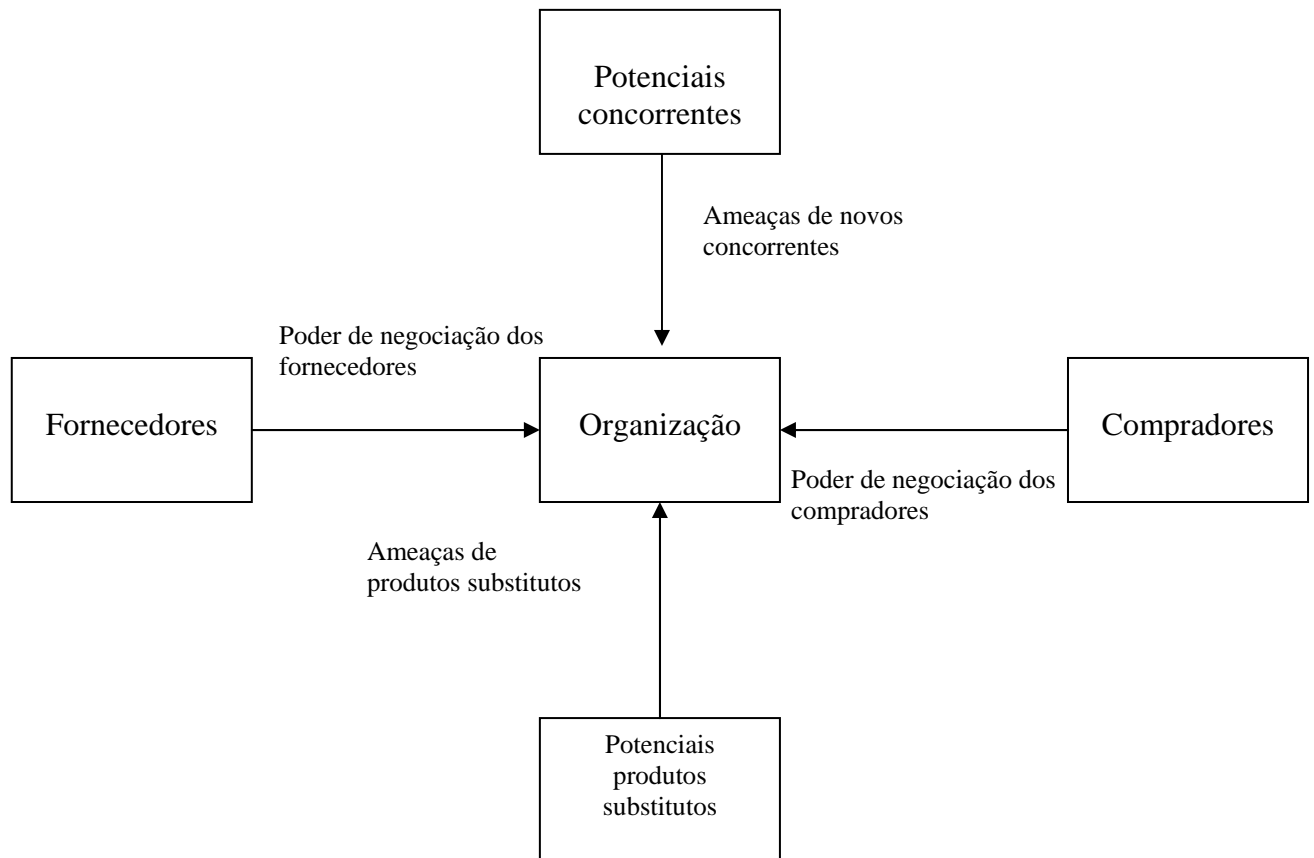 Potenciais
concorrentes
Ameaças de novos
concorrentes
Poder de negociação dos
fornecedores
Fornecedores
Organização
Compradores
Poder de negociação dos
compradores
Ameaças de
produtos substitutos
Potenciais
produtos
substitutos